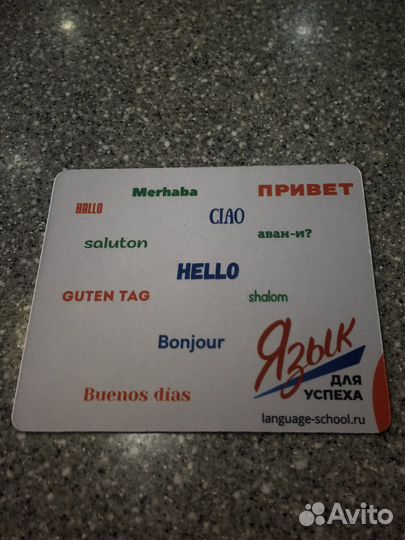 Merhaba
ПРИВЕТ
HALLO
CIAO
аван-и?
saluton
HELLO
GUTEN TAG
shalom
Bonjour
Язык
для
успеха
Buenos días
language-school.ru
Avito